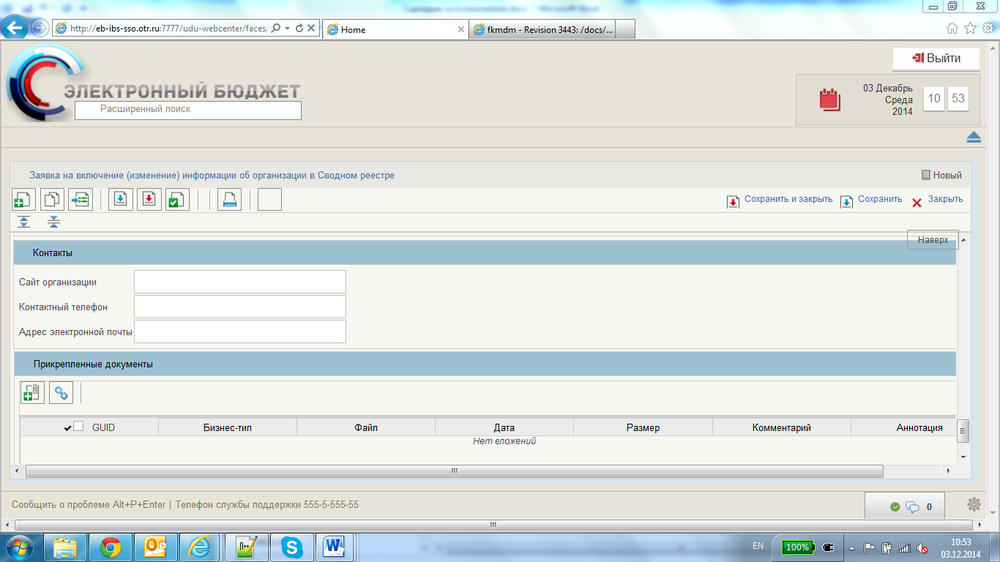 http://eb-ibs-sso.otr.ru:7777/udu-webcenter/faces,
Home
fkmdm - Revision 3443: /docs/...
Выйти
ЭЛЕКТРОННЫЙ БЮДЖЕТ
Расширенный поиск
03 Декабрь
Среда
2014
10 53
Заявка на включение (изменение) информации об организации в Сводном реестре
Новый
Сохранить и закрыть Сохранить Закрыть
Наверх
Контакты
Сайт организации
Контактный телефон
Адрес электронной почты
Прикрепленные документы
GUID Бизнес-тип Файл Дата Размер Комментарий Аннотация
Нет вложений
Сообщить о проблеме Alt+P+Enter | Телефон службы поддержки 555-5-555-55
0
EN 100% 10:53
03.12.2014